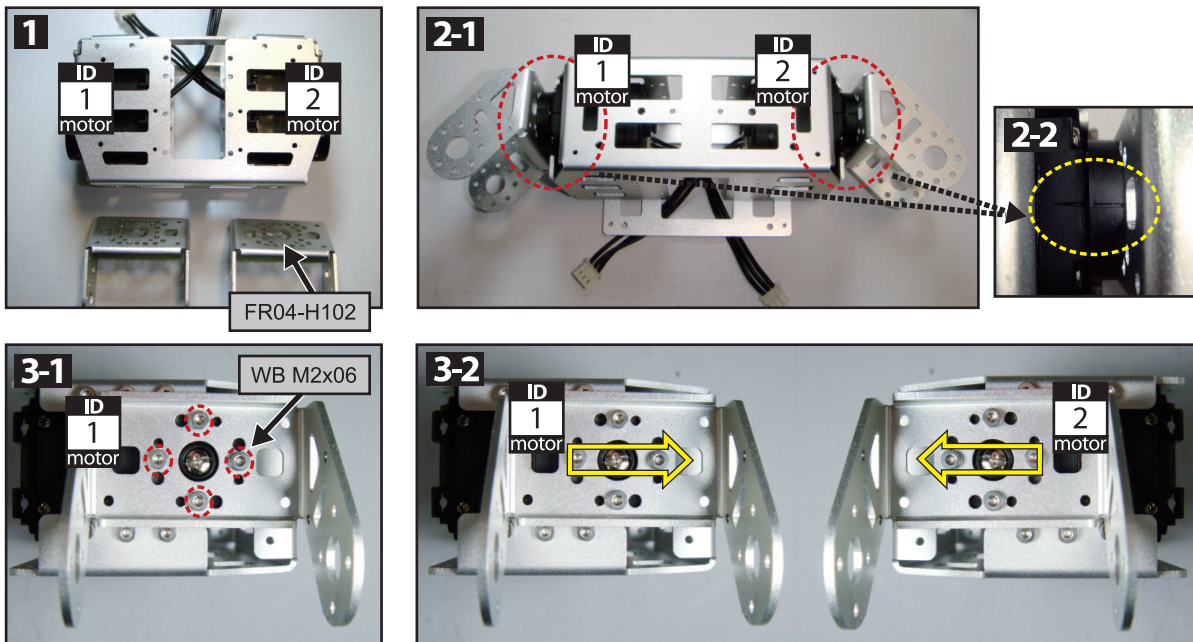 1
ID
1
motor
ID
2
motor
FR04-H102
2-1
ID
1
motor
ID
2
motor
2-2
3-1
ID
1
motor
WB M2x06
3-2
ID
1
motor
ID
2
motor